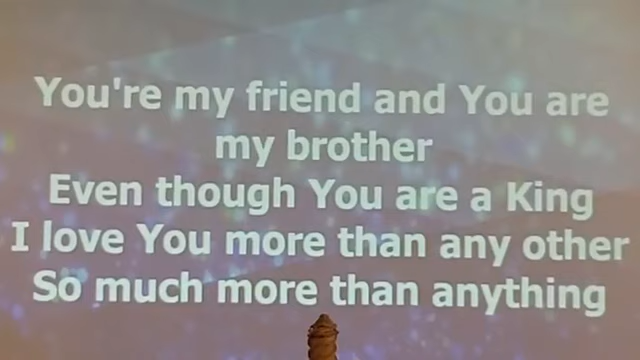 You're my friend and You are
my brother
Even though You are a King
I love You more than any other
So much more than anything